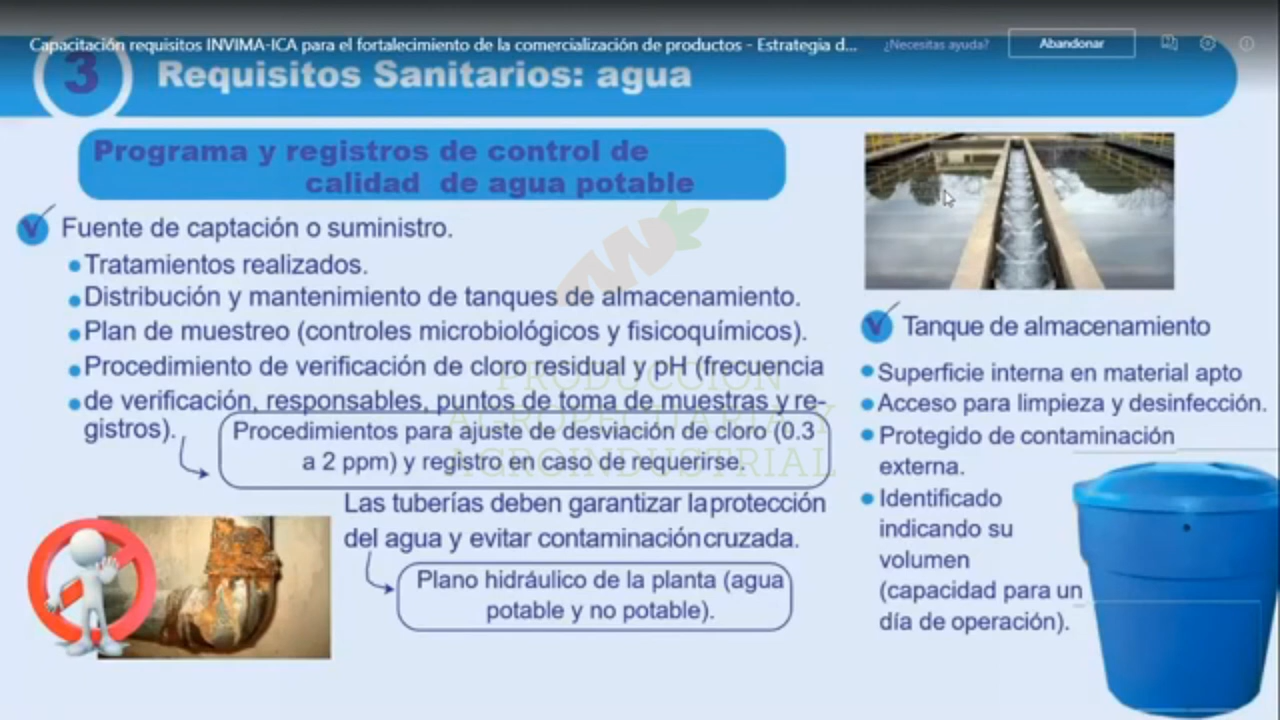 Capacitación requisitos INVIMA-ICA para el fortalecimiento de la comercialización de productos - Estrategia d...
¿Necesitas ayuda?
Abandonar
3
Requisitos Sanitarios: agua
Programa y registros de control de
calidad de agua potable
Fuente de captación o suministro.
Tratamientos realizados.
Distribución y mantenimiento de tanques de almacenamiento.
Plan de muestreo (controles microbiológicos y fisicoquímicos).
Procedimiento de verificación de cloro residual y pH (frecuencia
de verificación, responsables, puntos de toma de muestras y re-
gistros).
Procedimientos para ajuste de desviación de cloro (0.3
a 2 ppm) y registro en caso de requerirse.
Las tuberías deben garantizar la protección
del agua y evitar contaminación cruzada.
Plano hidráulico de la planta (agua
potable y no potable).
Tanque de almacenamiento
Superficie interna en material apto
Acceso para limpieza y desinfección.
Protegido de contaminación
externa.
Identificado
indicando su
volumen
(capacidad para un
día de operación).
PRODUCCIÓN
AGROPECUARIA Y
AGROINDUSTRIAL